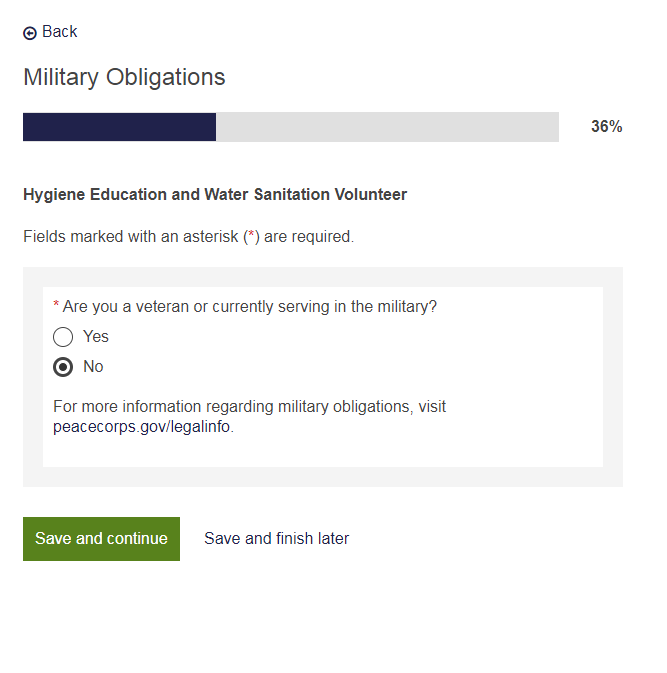 Back
Military Obligations
36%
Hygiene Education and Water Sanitation Volunteer
Fields marked with an asterisk (*) are required.
* Are you a veteran or currently serving in the military?
Yes
No
For more information regarding military obligations, visit
peacecorps.gov/legalinfo.
Save and continue Save and finish later